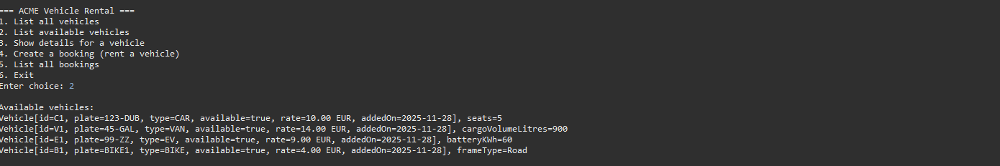 === ACME Vehicle Rental ===
1. List all vehicles
2. List available vehicles
3. Show details for a vehicle
4. Create a booking (rent a vehicle)
5. List all bookings
6. Exit
Enter choice: 2
Available vehicles:
Vehicle[id=C1, plate=123-DUB, type=CAR, available=true, rate=10.00 EUR, addedOn=2025-11-28], seats=5
Vehicle[id=V1, plate=45-GAL, type=VAN, available=true, rate=14.00 EUR, addedOn=2025-11-28], cargoVolumeLitres=900
Vehicle[id=E1, plate=99-ZZ, type=EV, available=true, rate=9.00 EUR, addedOn=2025-11-28], batteryKWh=60
Vehicle[id=B1, plate=BIKE1, type=BIKE, available=true, rate=4.00 EUR, addedOn=2025-11-28], frameType=Road